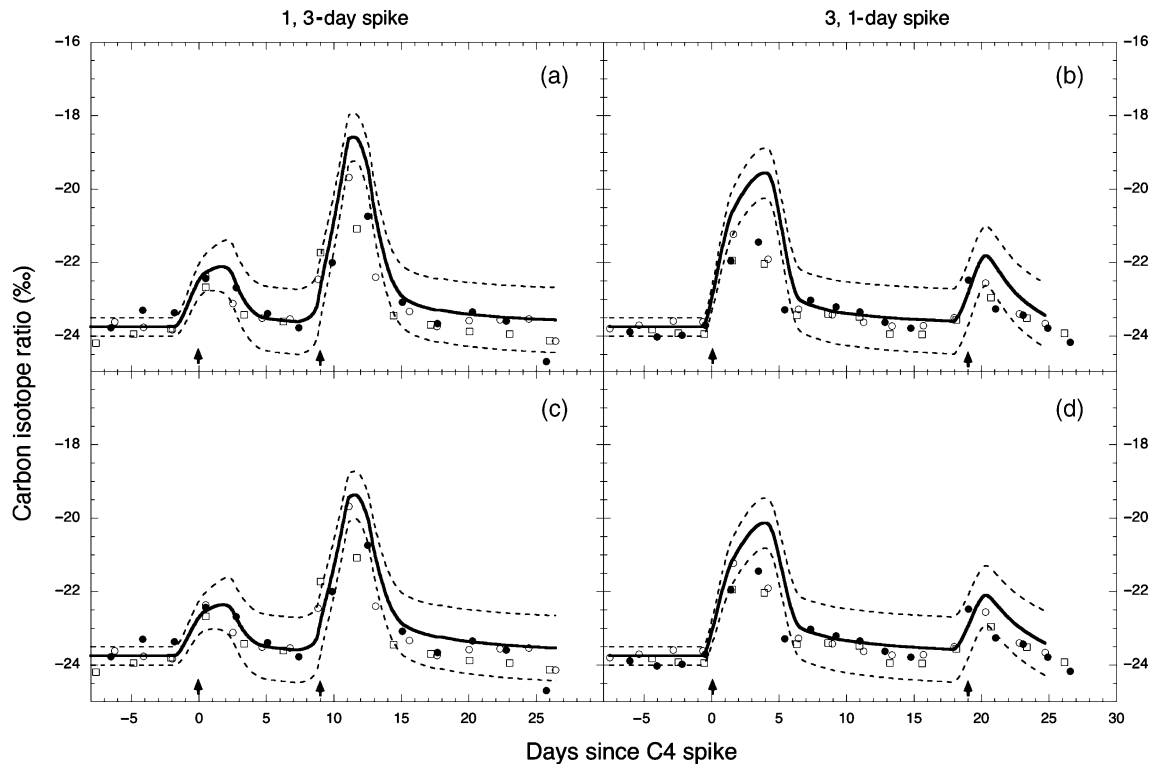 1, 3-day spike
3, 1-day spike
−16
−16
(a)
(b)
−18
−18
−20
−20
−22
−22
−24
−24
(c)
(d)
−18
−18
−20
−20
−22
−22
−24
−24
−5 0 5 10 15 20 25
−5 0 5 10 15 20 25 30
Carbon isotope ratio (‰)
Days since C4 spike